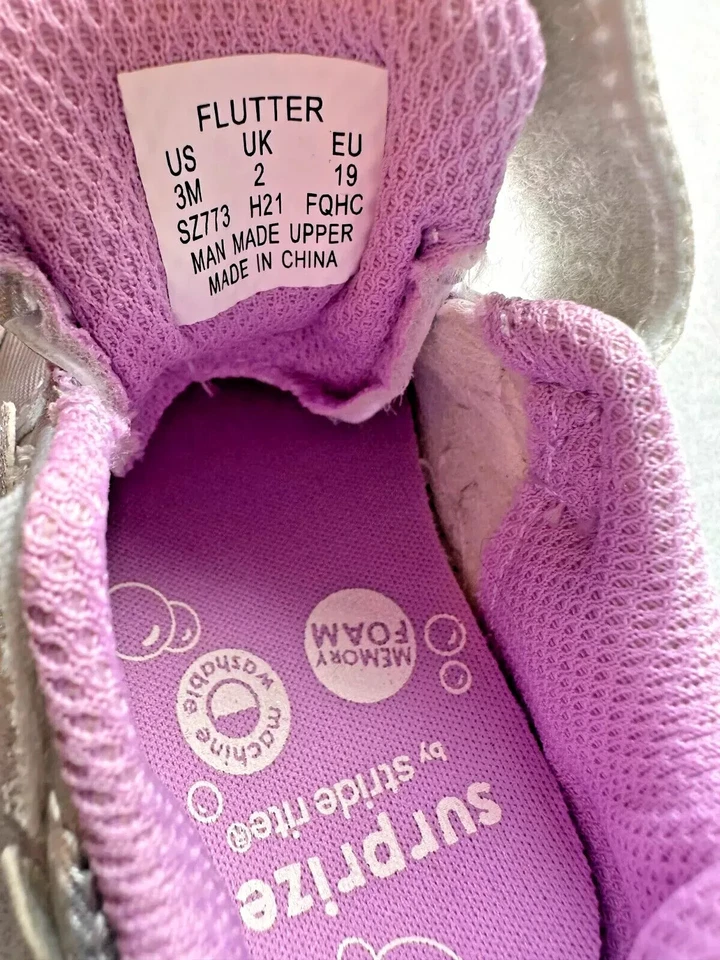 FLUTTER
US UK EU
3M 2 19
SZ773 H21 FQHC
MAN MADE UPPER
MADE IN CHINA
MEMORY
FOAM
machine
washable
surprize
by stride rite®